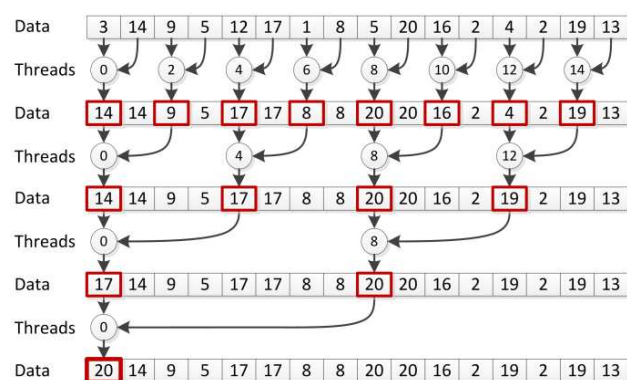 Data 3 14 9 5 12 17 1 8 5 20 16 2 4 2 19 13
Threads 0 2 4 6 8 10 12 14
Data 14 14 9 5 17 17 8 8 20 20 16 2 4 2 19 13
Threads 0 4 8 12
Data 14 14 9 5 17 17 8 8 20 20 16 2 19 2 19 13
Threads 0 8
Data 17 14 9 5 17 17 8 8 20 20 16 2 19 2 19 13
Threads 0
Data 20 14 9 5 17 17 8 8 20 20 16 2 19 2 19 13